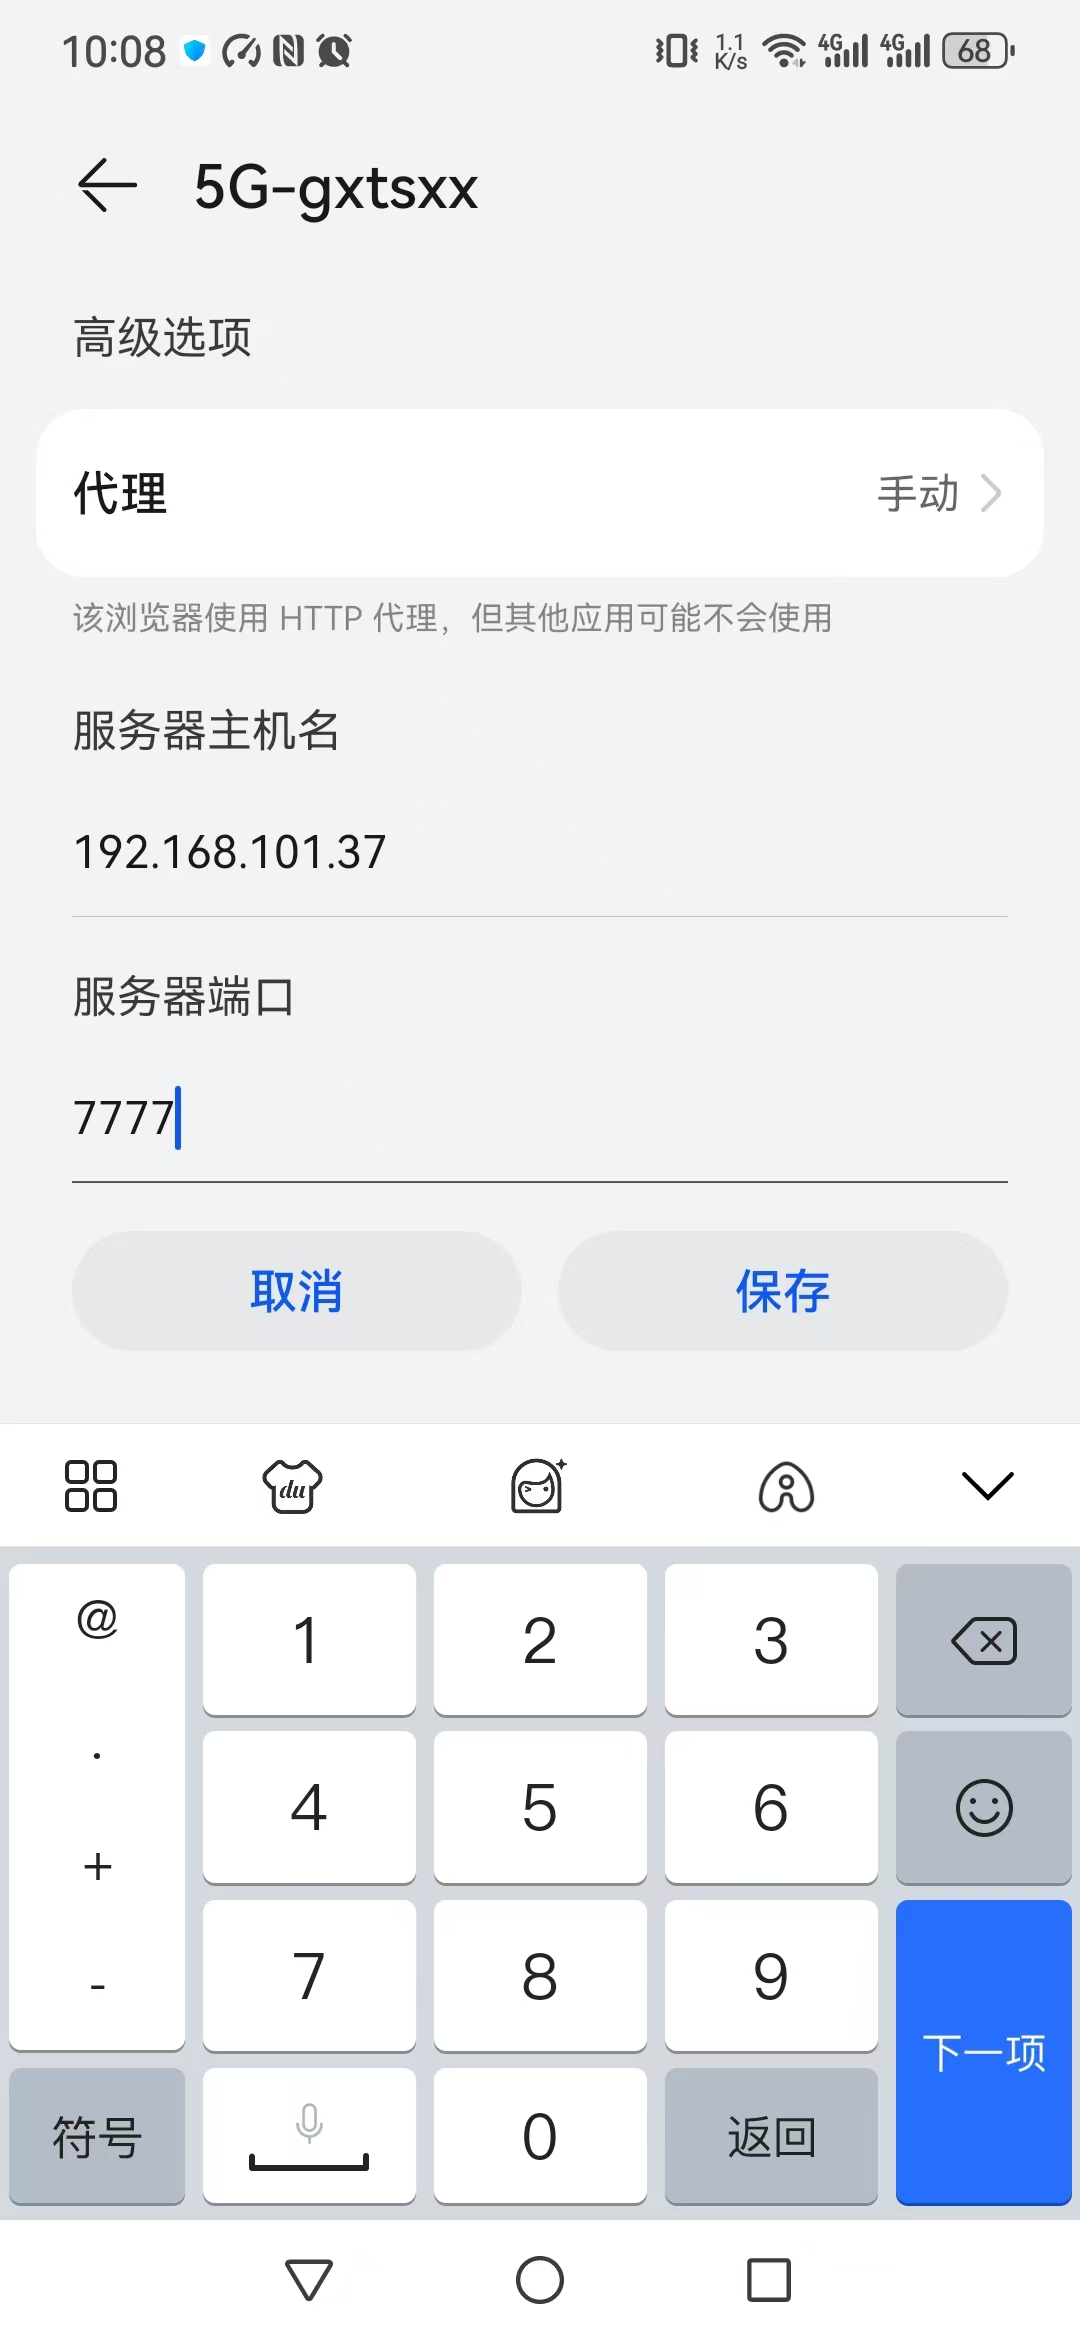 10:08 1.1 K/s 4G 4G 68
5G-gxtsxx
高级选项
代理 手动
该浏览器使用 HTTP 代理，但其他应用可能不会使用
服务器主机名
192.168.101.37
服务器端口
7777
取消 保存
du
@ 1 2 3
. 4 5 6
+
- 7 8 9
下一项
符号 0 返回